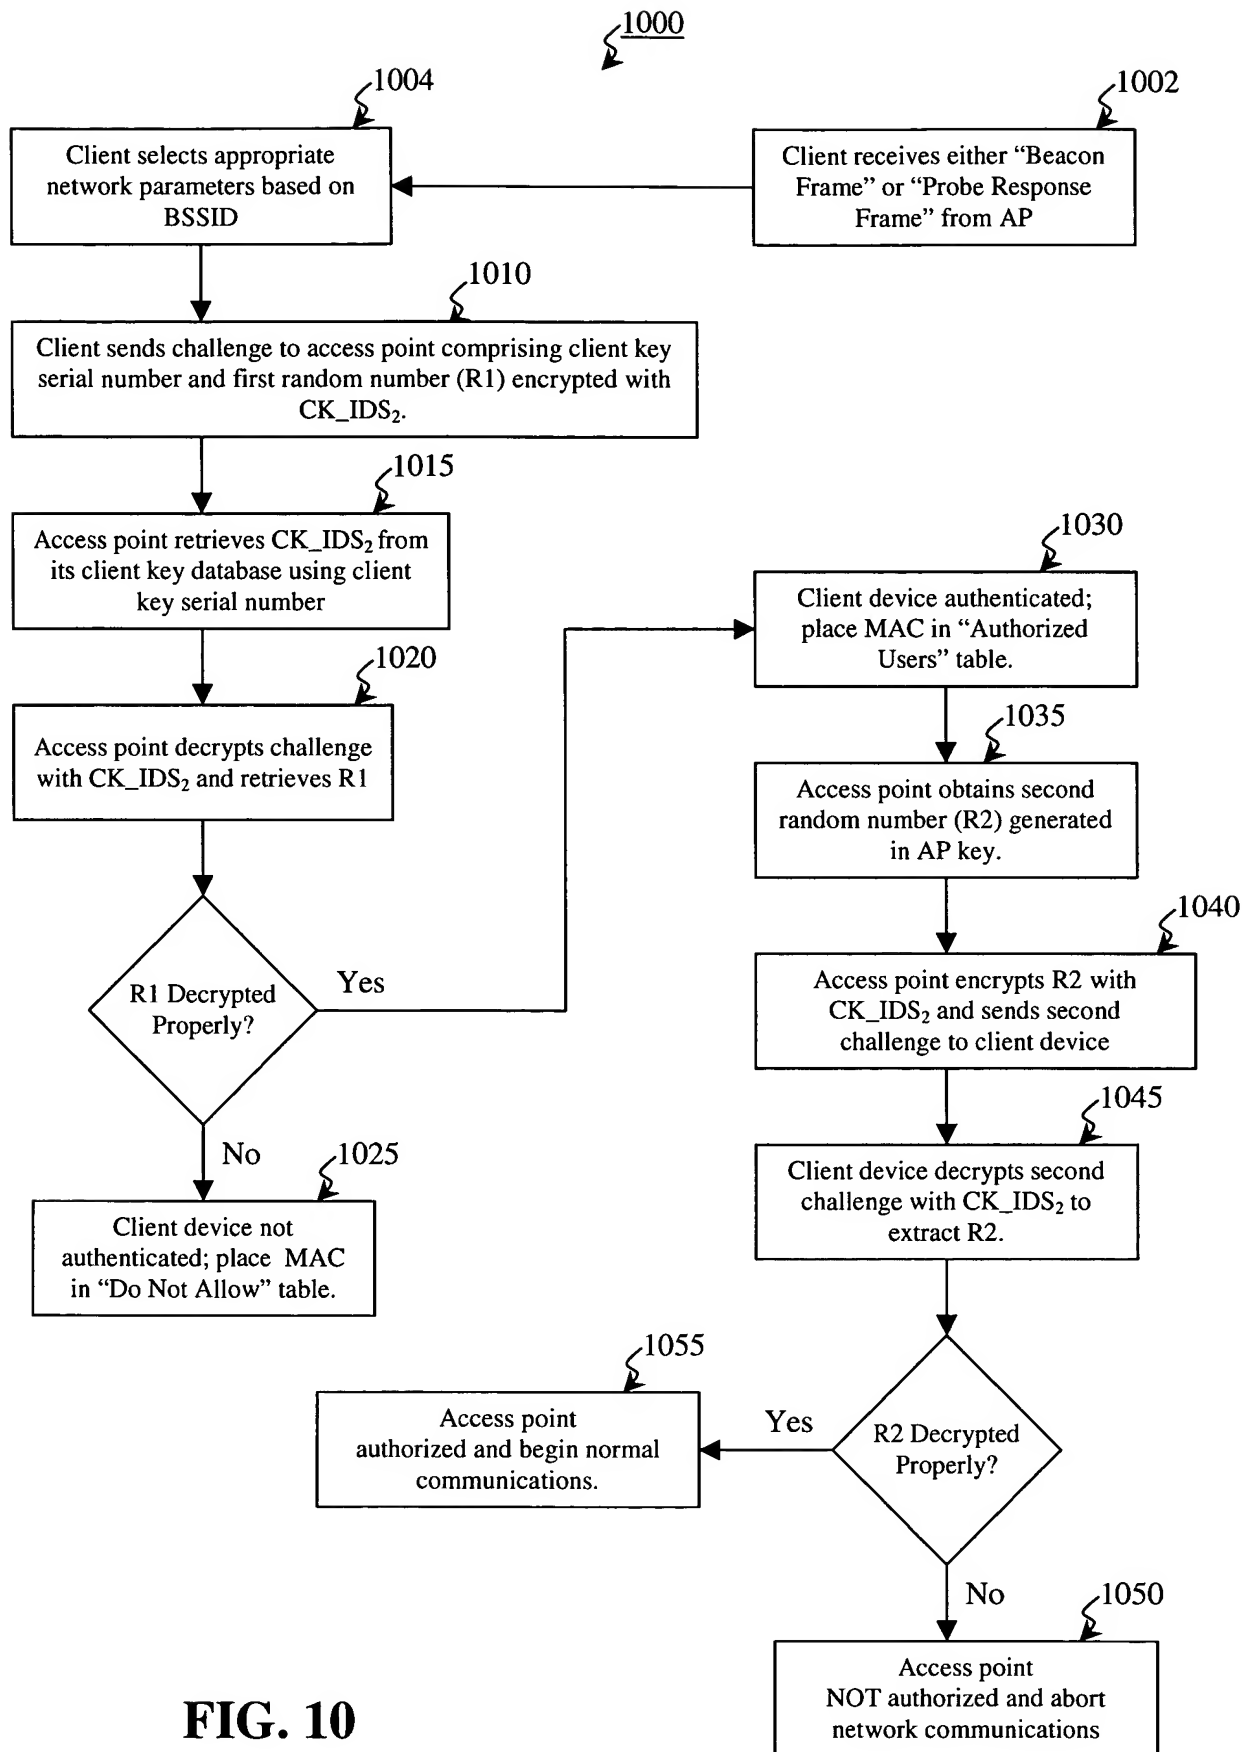 1000
1004
Client selects appropriate
network parameters based on
BSSID
1002
Client receives either “Beacon
Frame” or “Probe Response
Frame” from AP
1010
Client sends challenge to access point comprising client key
serial number and first random number (R1) encrypted with
CK_IDS₂.
1015
Access point retrieves CK_IDS₂ from
its client key database using client
key serial number
1020
Access point decrypts challenge
with CK_IDS₂ and retrieves R1
R1 Decrypted
Properly?
Yes
No
1025
Client device not
authenticated; place MAC
in “Do Not Allow” table.
1030
Client device authenticated;
place MAC in “Authorized
Users” table.
1035
Access point obtains second
random number (R2) generated
in AP key.
1040
Access point encrypts R2 with
CK_IDS₂ and sends second
challenge to client device
1045
Client device decrypts second
challenge with CK_IDS₂ to
extract R2.
R2 Decrypted
Properly?
Yes
1055
Access point
authorized and begin normal
communications.
No
1050
Access point
NOT authorized and abort
network communications
FIG. 10